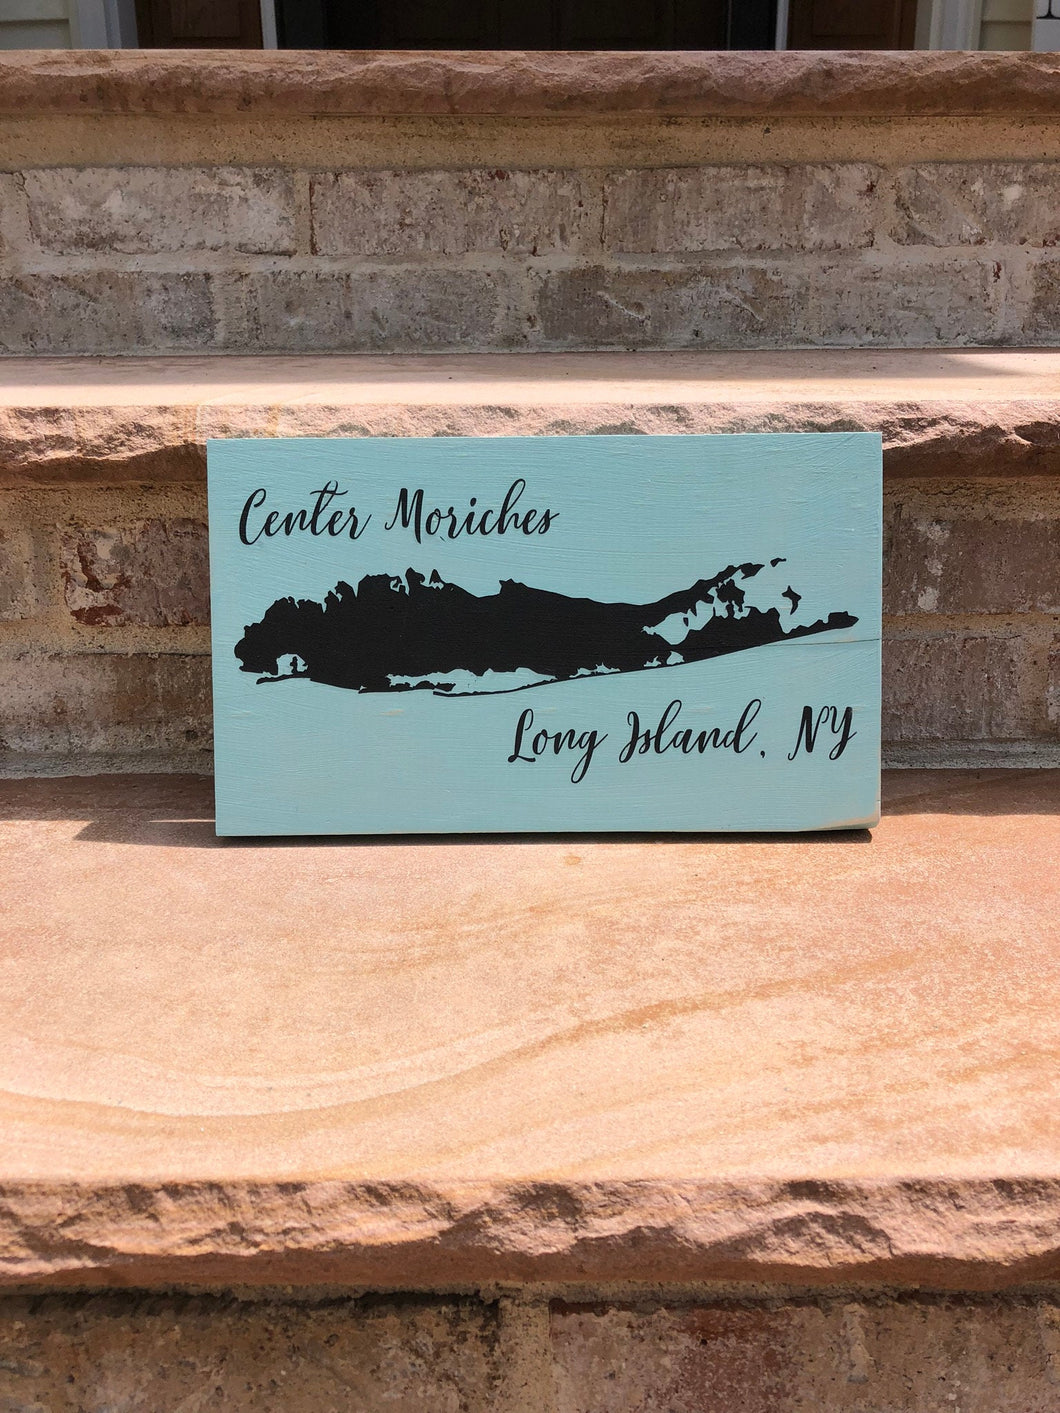 Center Moriches
Long Island, NY